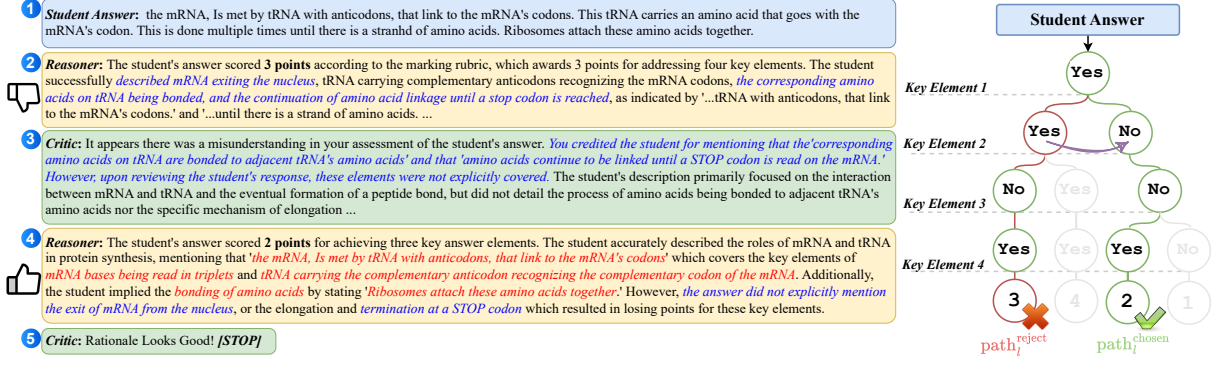 1
Student Answer: the mRNA, Is met by tRNA with anticodons, that link to the mRNA's codons. This tRNA carries an amino acid that goes with the
mRNA's codon. This is done multiple times until there is a stranhd of amino acids. Ribosomes attach these amino acids together.
2
Reasoner: The student's answer scored 3 points according to the marking rubric, which awards 3 points for addressing four key elements. The student
successfully described mRNA exiting the nucleus, tRNA carrying complementary anticodons recognizing the mRNA codons, the corresponding amino
acids on tRNA being bonded, and the continuation of amino acid linkage until a stop codon is reached, as indicated by '...tRNA with anticodons, that link
to the mRNA's codons.' and '...until there is a strand of amino acids. ...
3
Critic: It appears there was a misunderstanding in your assessment of the student's answer. You credited the student for mentioning that the'corresponding
amino acids on tRNA are bonded to adjacent tRNA's amino acids' and that 'amino acids continue to be linked until a STOP codon is read on the mRNA.'
However, upon reviewing the student's response, these elements were not explicitly covered. The student's description primarily focused on the interaction
between mRNA and tRNA and the eventual formation of a peptide bond, but did not detail the process of amino acids being bonded to adjacent tRNA's
amino acids nor the specific mechanism of elongation ...
4
Reasoner: The student's answer scored 2 points for achieving three key answer elements. The student accurately described the roles of mRNA and tRNA
in protein synthesis, mentioning that 'the mRNA, Is met by tRNA with anticodons, that link to the mRNA's codons' which covers the key elements of
mRNA bases being read in triplets and tRNA carrying the complementary anticodon recognizing the complementary codon of the mRNA. Additionally,
the student implied the bonding of amino acids by stating 'Ribosomes attach these amino acids together.' However, the answer did not explicitly mention
the exit of mRNA from the nucleus, or the elongation and termination at a STOP codon which resulted in losing points for these key elements.
5
Critic: Rationale Looks Good! [STOP]
Student Answer
Yes
Key Element 1
Yes No
Key Element 2
No Yes No
Key Element 3
Yes Yes Yes No
Key Element 4
3 4 2 1
path_l^reject path_l^chosen